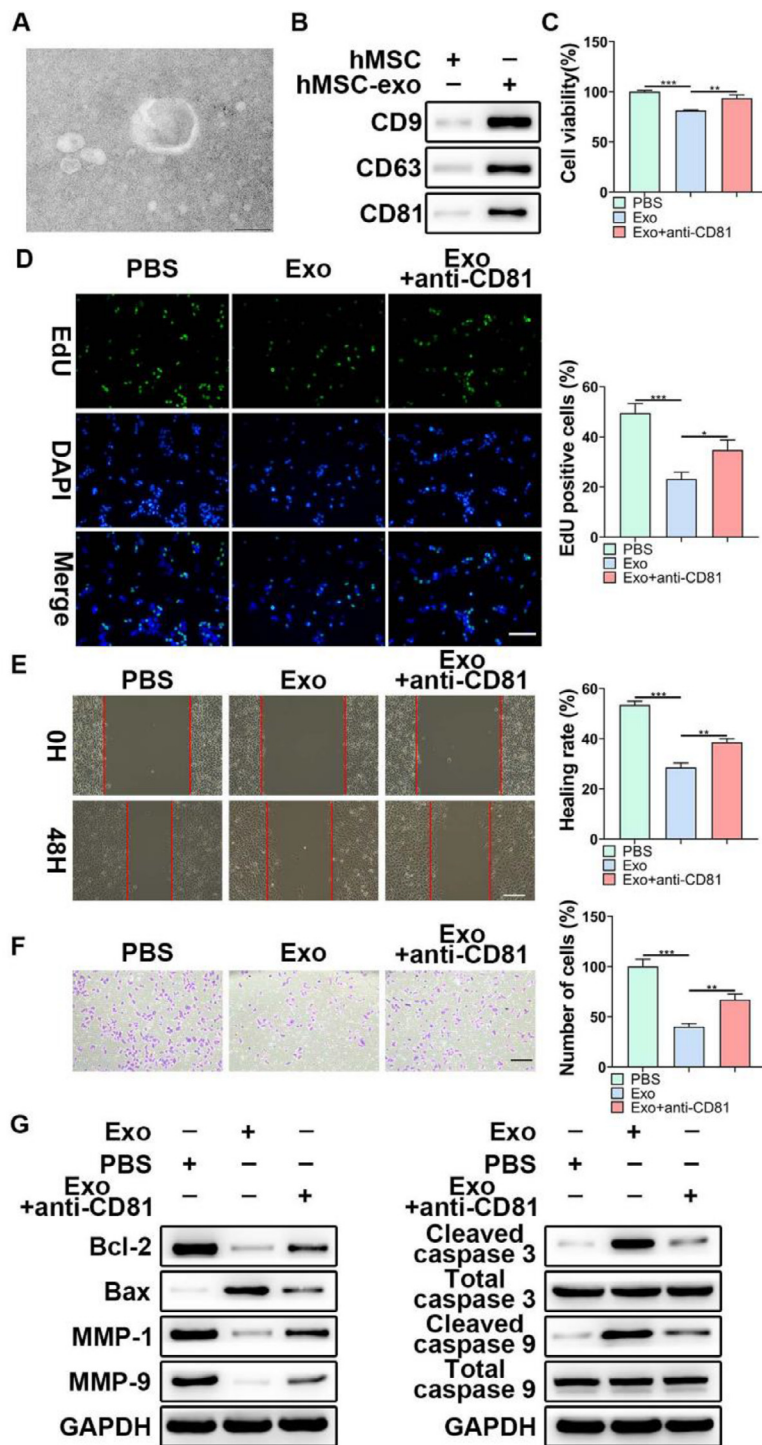 A
B
hMSC + −
hMSC-exo − +
CD9
CD63
CD81
C
Cell viability(%)
150
100
50
0
*** **
PBS
Exo
Exo+anti-CD81
D
PBS Exo Exo
+anti-CD81
EdU
DAPI
Merge
EdU positive cells (%)
60
40
20
0
*** *
PBS
Exo
Exo+anti-CD81
E
PBS Exo Exo
+anti-CD81
0H
48H
Healing rate (%)
60
40
20
0
*** **
PBS
Exo
Exo+anti-CD81
F
PBS Exo Exo
+anti-CD81
Number of cells (%)
150
100
50
0
*** **
PBS
Exo
Exo+anti-CD81
G
Exo − + −
PBS + − −
Exo
+anti-CD81 − − +
Bcl-2
Bax
MMP-1
MMP-9
GAPDH
Exo − + −
PBS + − −
Exo
+anti-CD81 − − +
Cleaved
caspase 3
Total
caspase 3
Cleaved
caspase 9
Total
caspase 9
GAPDH